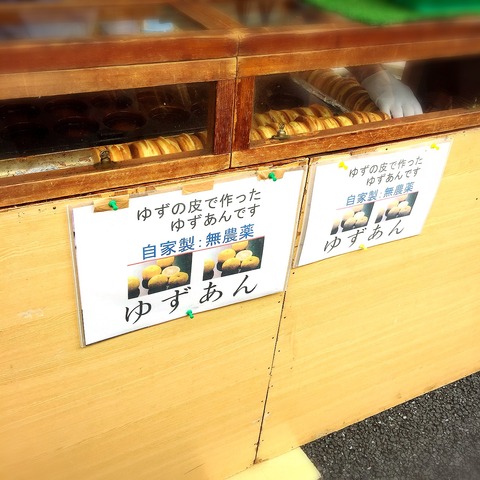 ゆずの皮で作った
ゆずあんです
自家製:無農薬
ゆずあん
ゆずの皮で作った
ゆずあんです
自家製:無農薬
ゆずあん